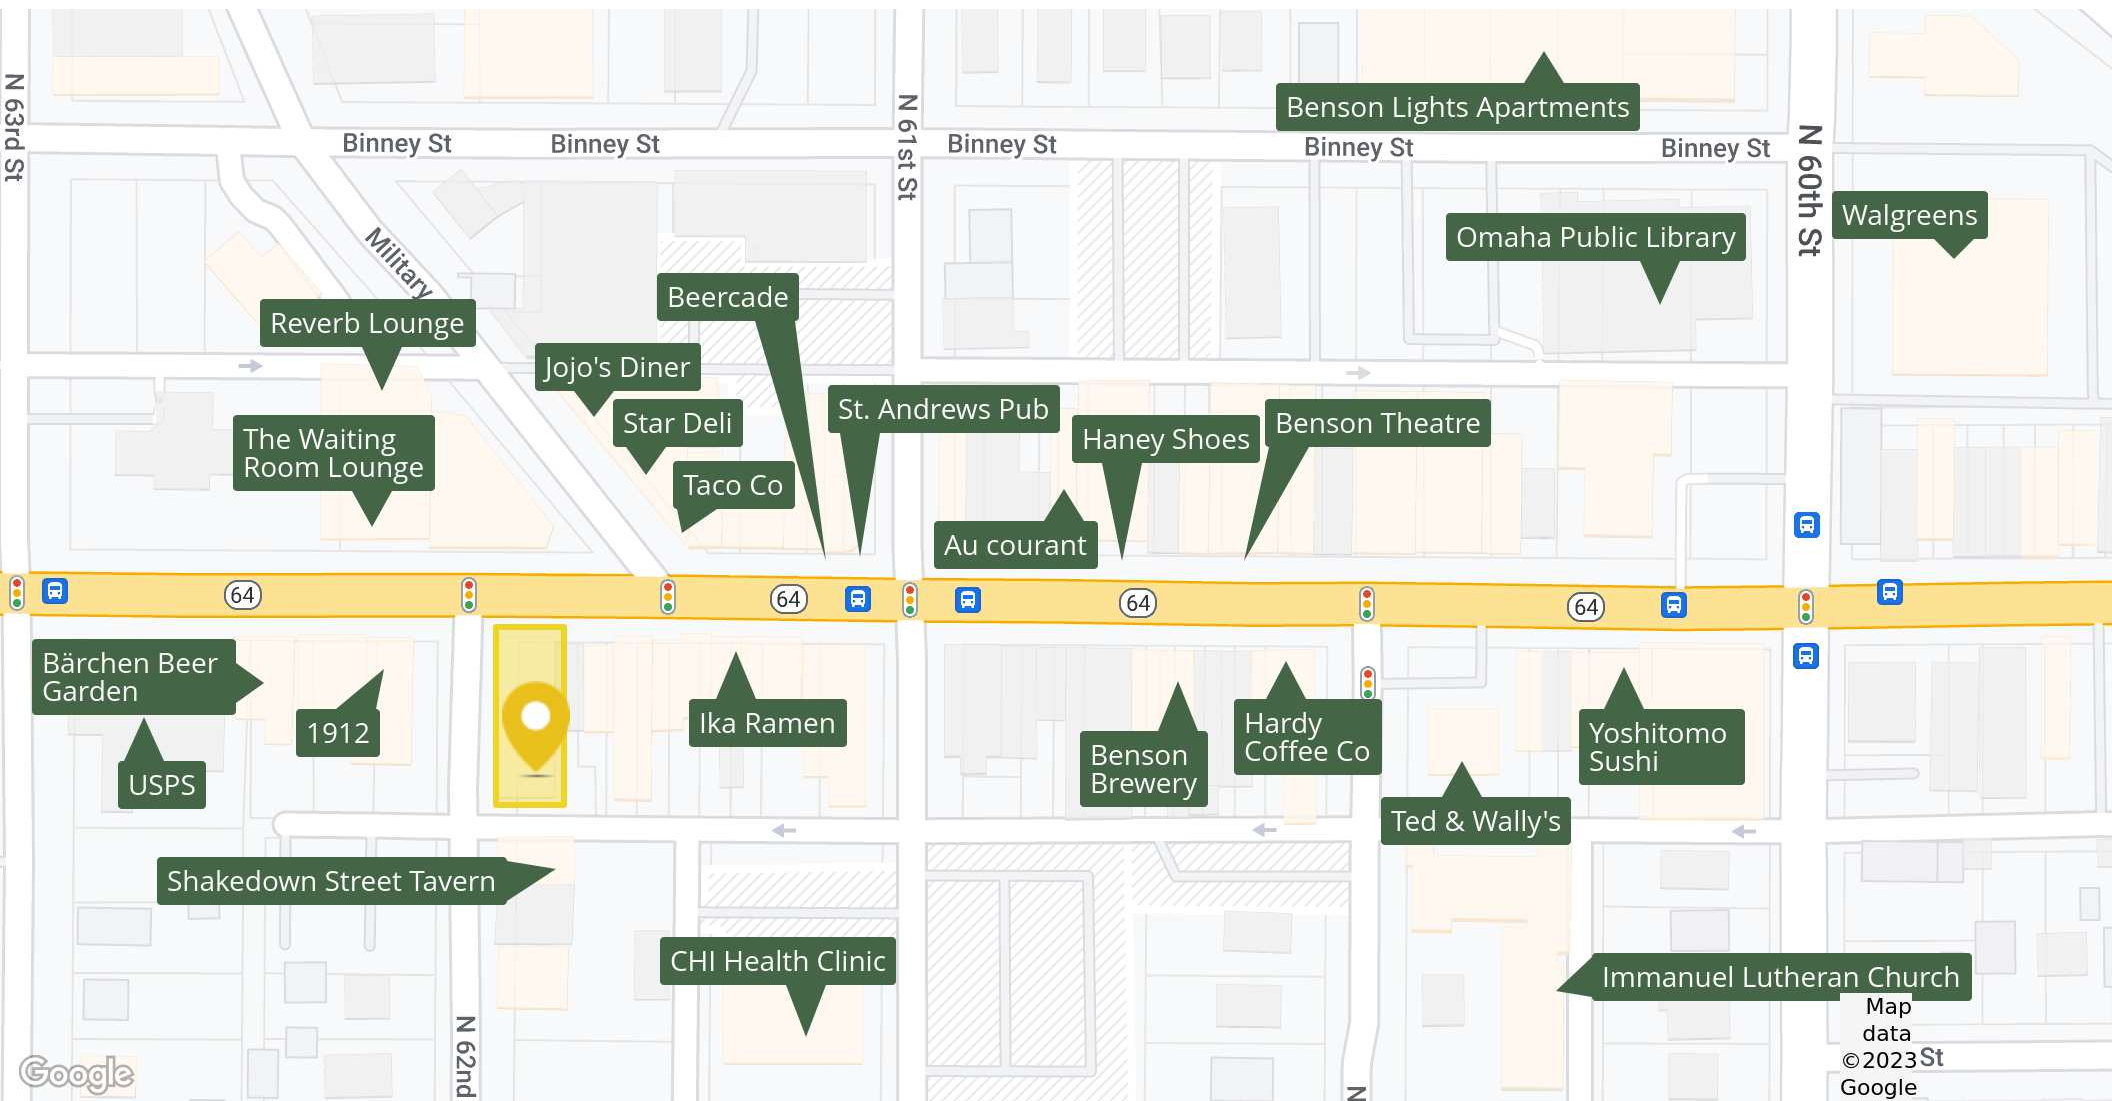 N 63rd St
N 61st St
Benson Lights Apartments
Binney St
Binney St
Binney St
Binney St
Binney St
N 60th St
Walgreens
Military
Omaha Public Library
Beercade
Reverb Lounge
Jojo's Diner
Star Deli
St. Andrews Pub
The Waiting
Room Lounge
Haney Shoes
Benson Theatre
Taco Co
Au courant
64
64
64
64
Bärchen Beer
Garden
1912
USPS
Ika Ramen
Benson
Brewery
Hardy
Coffee Co
Yoshitomo
Sushi
Ted & Wally's
Shakedown Street Tavern
CHI Health Clinic
Immanuel Lutheran Church
N 62nd
N
St
Google
Map
data
©2023
Google